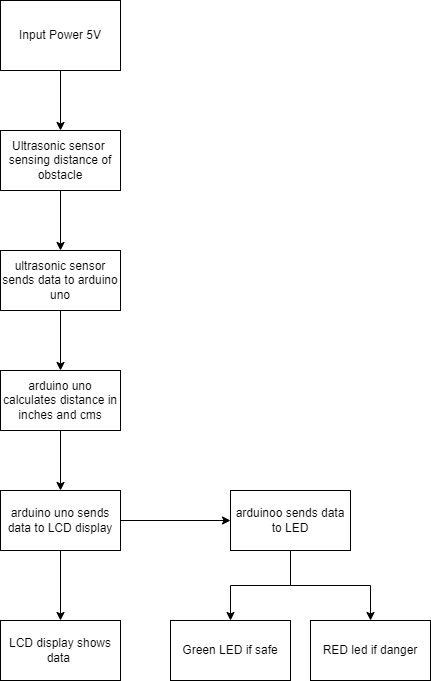 Input Power 5V
Ultrasonic sensor
sensing distance of
obstacle
ultrasonic sensor
sends data to arduino
uno
arduino uno
calculates distance in
inches and cms
arduino uno sends
data to LCD display
arduinoo sends data
to LED
LCD display shows
data
Green LED if safe
RED led if danger